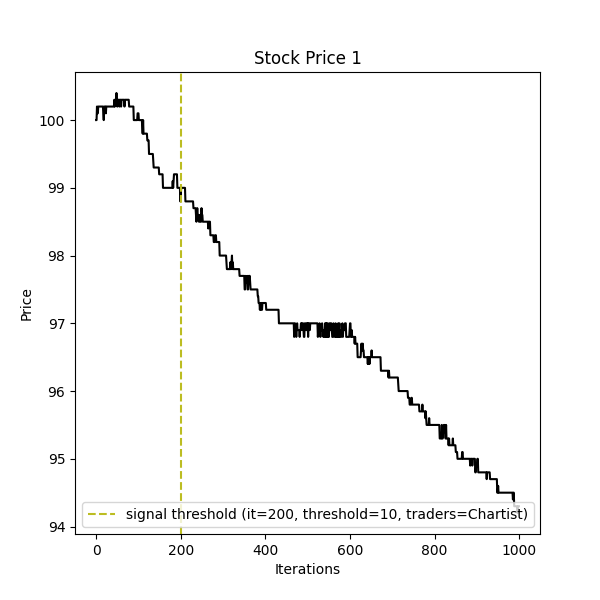 Stock Price 1
Price
100
99
98
97
96
95
94
signal threshold (it=200, threshold=10, traders=Chartist)
0 200 400 600 800 1000
Iterations